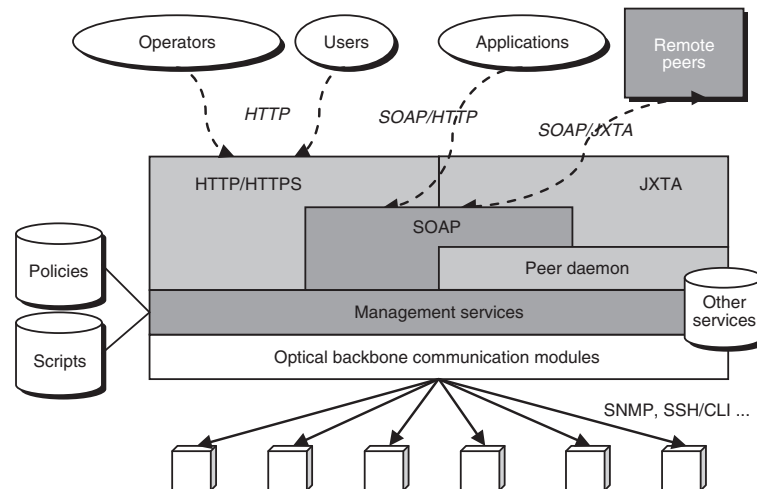 Operators
Users
Applications
Remote
peers
HTTP
SOAP/HTTP
SOAP/JXTA
HTTP/HTTPS
JXTA
SOAP
Policies
Peer daemon
Other
services
Management services
Scripts
Optical backbone communication modules
SNMP, SSH/CLI ...